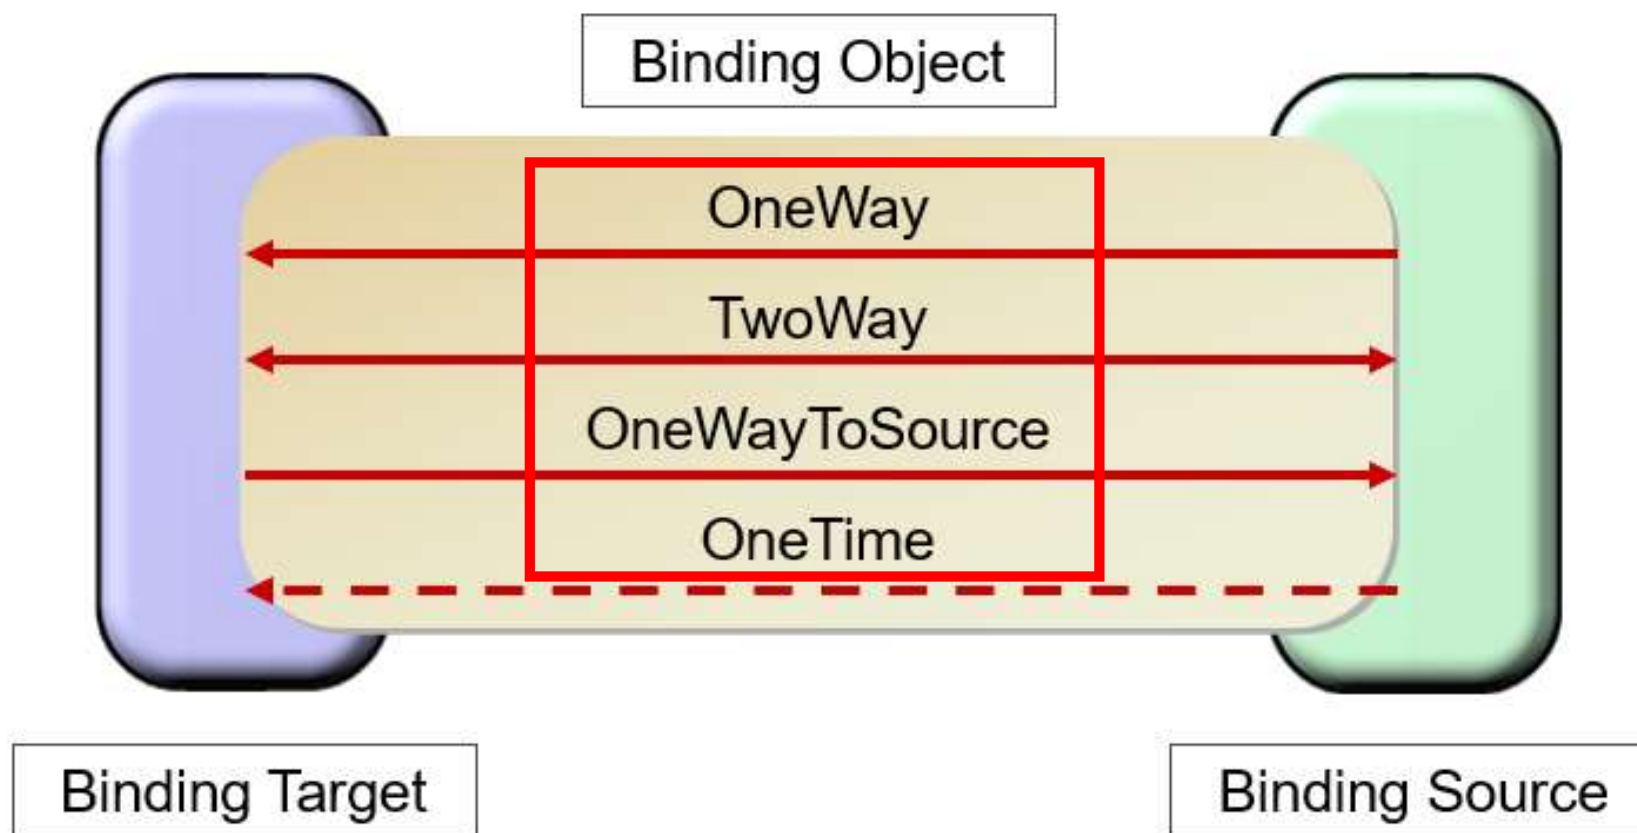 Binding Object
OneWay
TwoWay
OneWayToSource
OneTime
Binding Target
Binding Source